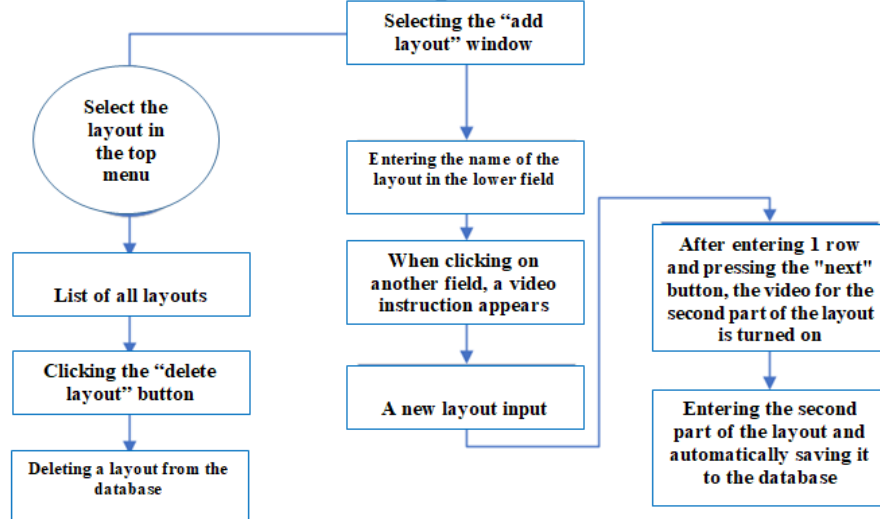 Selecting the “add
layout” window
Select the
layout in
the top
menu
List of all layouts
Clicking the “delete
layout” button
Deleting a layout from the
database
Entering the name of the
layout in the lower field
When clicking on
another field, a video
instruction appears
A new layout input
After entering 1 row
and pressing the "next"
button, the video for the
second part of the layout
is turned on
Entering the second
part of the layout and
automatically saving it
to the database